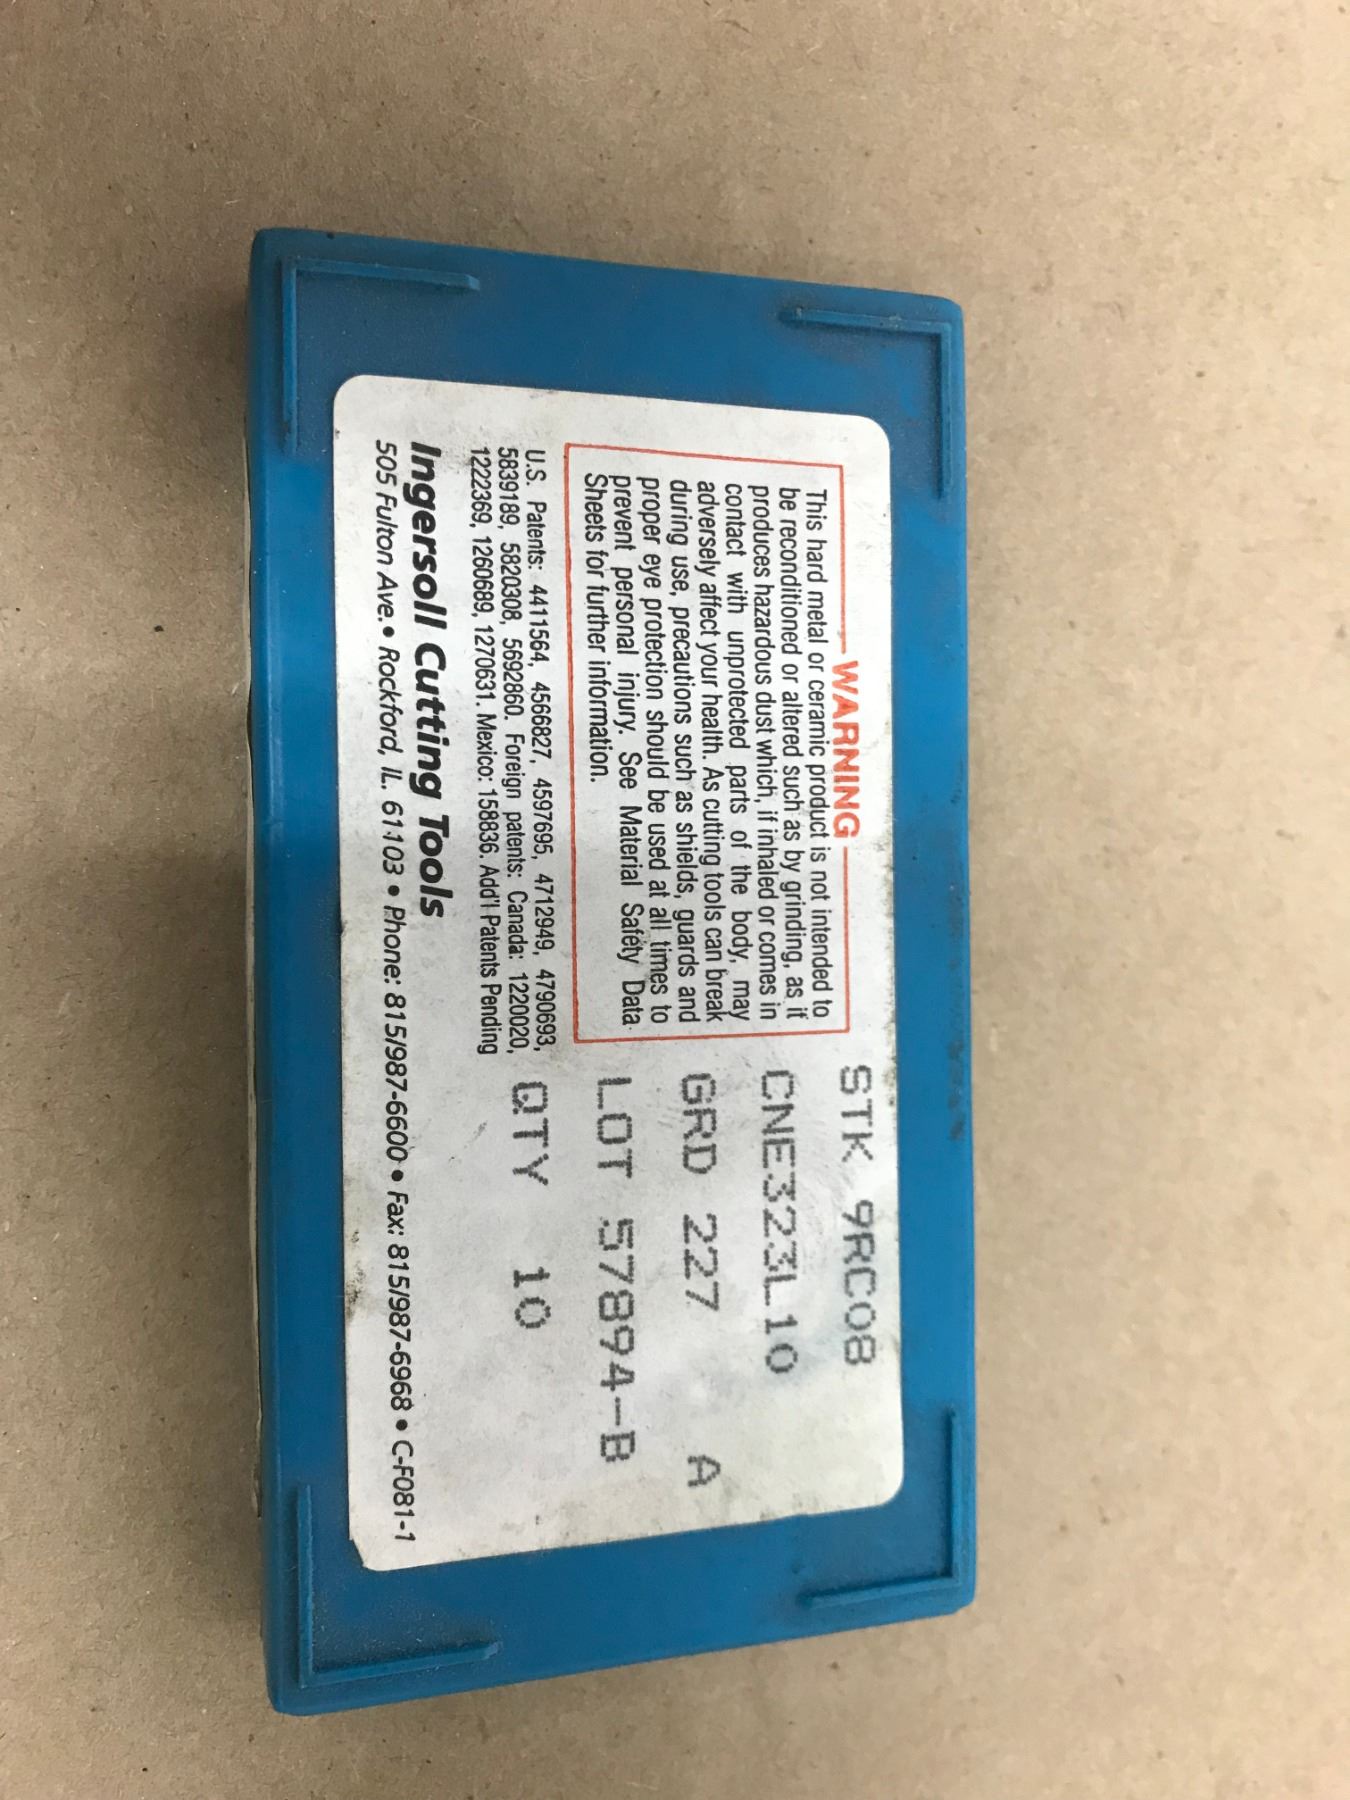 WARNING
This hard metal or ceramic product is not intended to
be reconditioned or altered such as by grinding, as it
produces hazardous dust which, if inhaled or comes in
contact with unprotected parts of the body, may
adversely affect your health. As cutting tools can break
during use, precautions such as shields, guards and
proper eye protection should be used at all times to
prevent personal injury. See Material Safety Data
Sheets for further information.
U.S. Patents: 4411564, 4566827, 4597695, 4712949, 4790693,
5839189, 5820308, 5692860. Foreign patents: Canada: 1220020,
1222369, 1260689, 1270631. Mexico: 158836. Add'l Patents Pending
STK 9RC08
CNE323L10
GRD 227 A
LOT 57894-B
QTY 10
Ingersoll Cutting Tools
505 Fulton Ave. • Rockford, IL. 61103 • Phone: 815/987-6600 • Fax: 815/987-6968 • C-F081-1